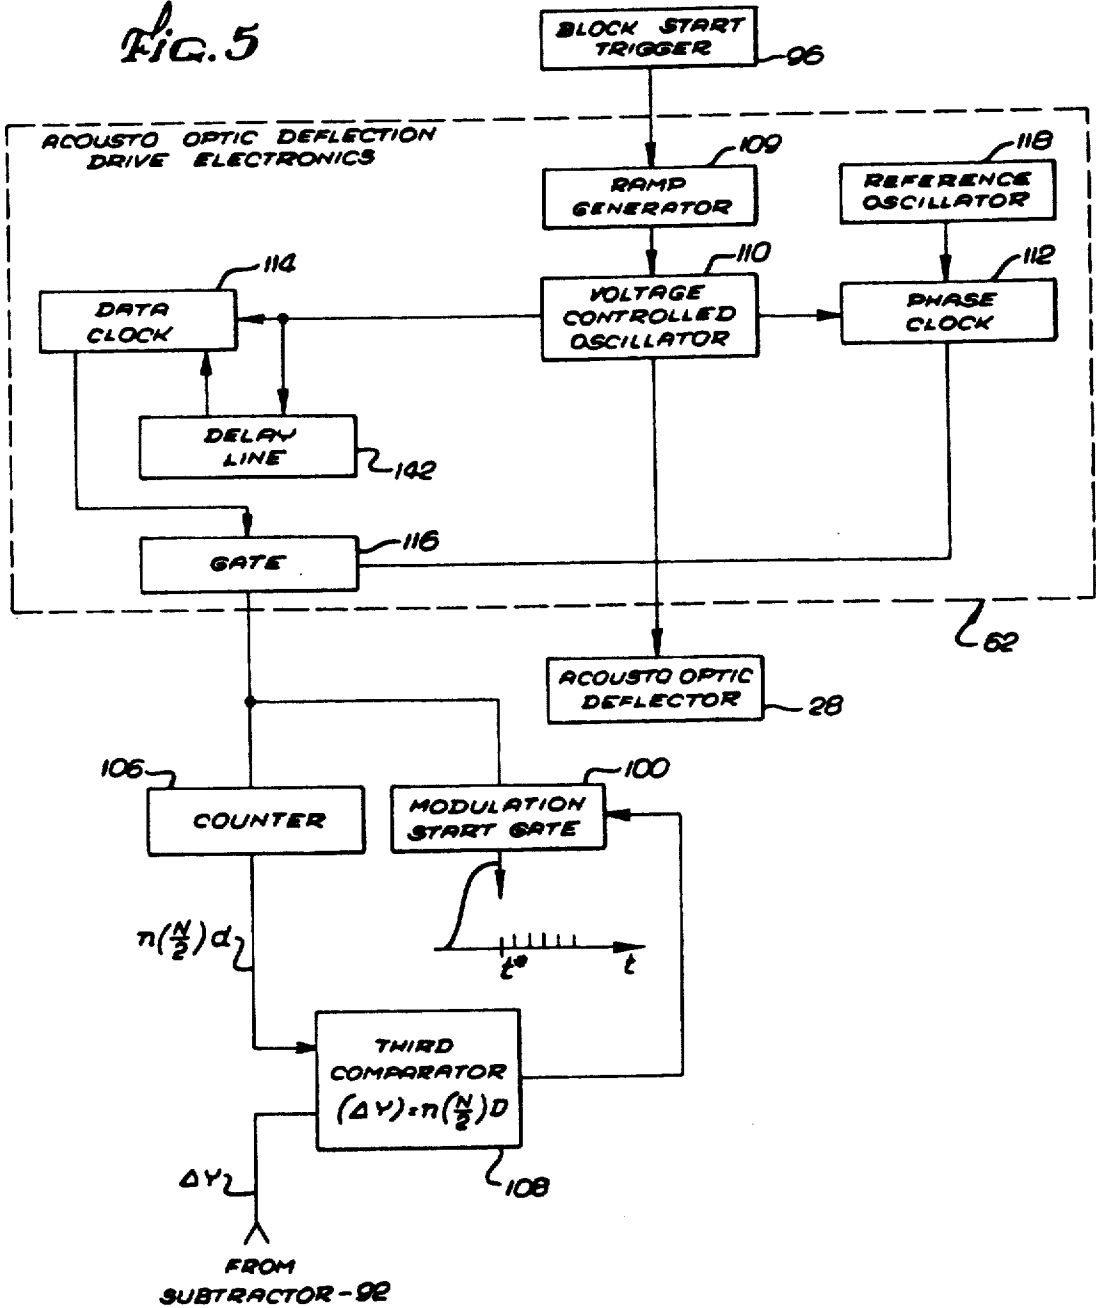 Fig. 5
BLOCK START
TRIGGER
96
ACOUSTO OPTIC DEFLECTION
DRIVE ELECTRONICS
109
RAMP
GENERATOR
118
REFERENCE
OSCILLATOR
114
DATA
CLOCK
110
VOLTAGE
CONTROLLED
OSCILLATOR
112
PHASE
CLOCK
DELAY
LINE
142
116
GATE
62
ACOUSTO OPTIC
DEFLECTOR
28
106
COUNTER
100
MODULATION
START GATE
n(N/2)d
t*
t
THIRD
COMPARATOR
(ΔY)=n(N/2)D
108
ΔY
FROM
SUBTRACTOR-92